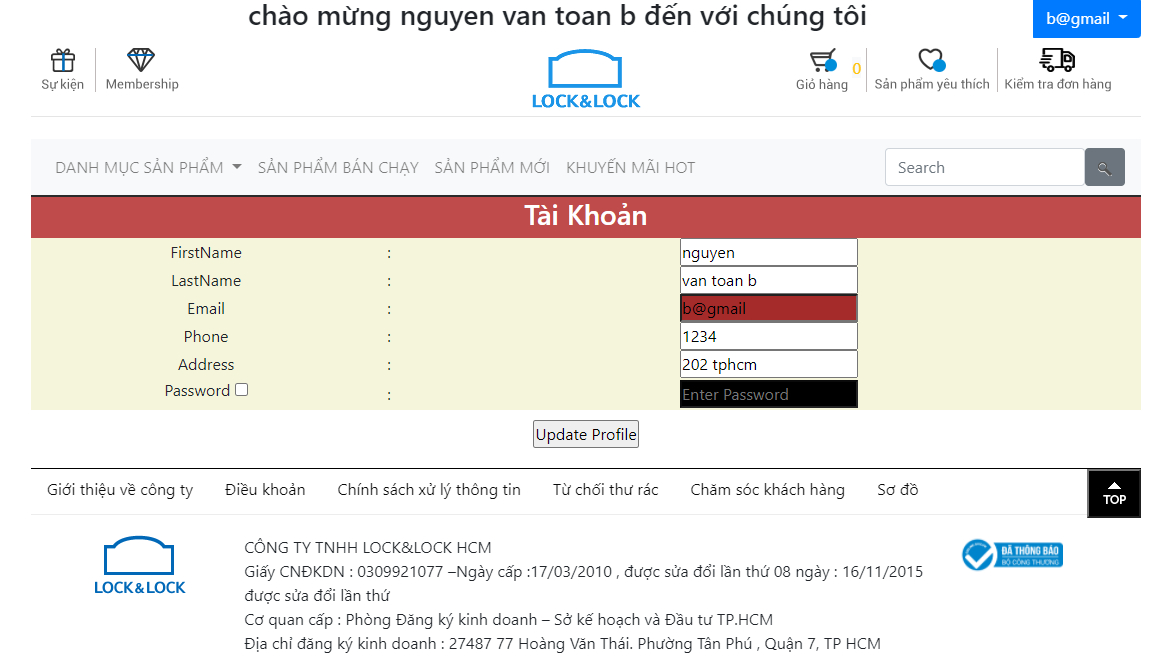 chào mừng nguyen van toan b đến với chúng tôi
b@gmail
Sự kiện
Membership
LOCK&LOCK
Giỏ hàng
0
Sản phẩm yêu thích
Kiểm tra đơn hàng
DANH MỤC SẢN PHẨM
SẢN PHẨM BÁN CHẠY
SẢN PHẨM MỚI
KHUYẾN MÃI HOT
Search
Tài Khoản
FirstName : nguyen
LastName : van toan b
Email : b@gmail
Phone : 1234
Address : 202 tphcm
Password : Enter Password
Update Profile
Giới thiệu về công ty
Điều khoản
Chính sách xử lý thông tin
Từ chối thư rác
Chăm sóc khách hàng
Sơ đồ
TOP
LOCK&LOCK
CÔNG TY TNHH LOCK&LOCK HCM
Giấy CNĐKDN : 0309921077 –Ngày cấp :17/03/2010 , được sửa đổi lần thứ 08 ngày : 16/11/2015
được sửa đổi lần thứ
Cơ quan cấp : Phòng Đăng ký kinh doanh – Sở kế hoạch và Đầu tư TP.HCM
Địa chỉ đăng ký kinh doanh : 27487 77 Hoàng Văn Thái. Phường Tân Phú , Quận 7, TP HCM
ĐÃ THÔNG BÁO
BỘ CÔNG THƯƠNG